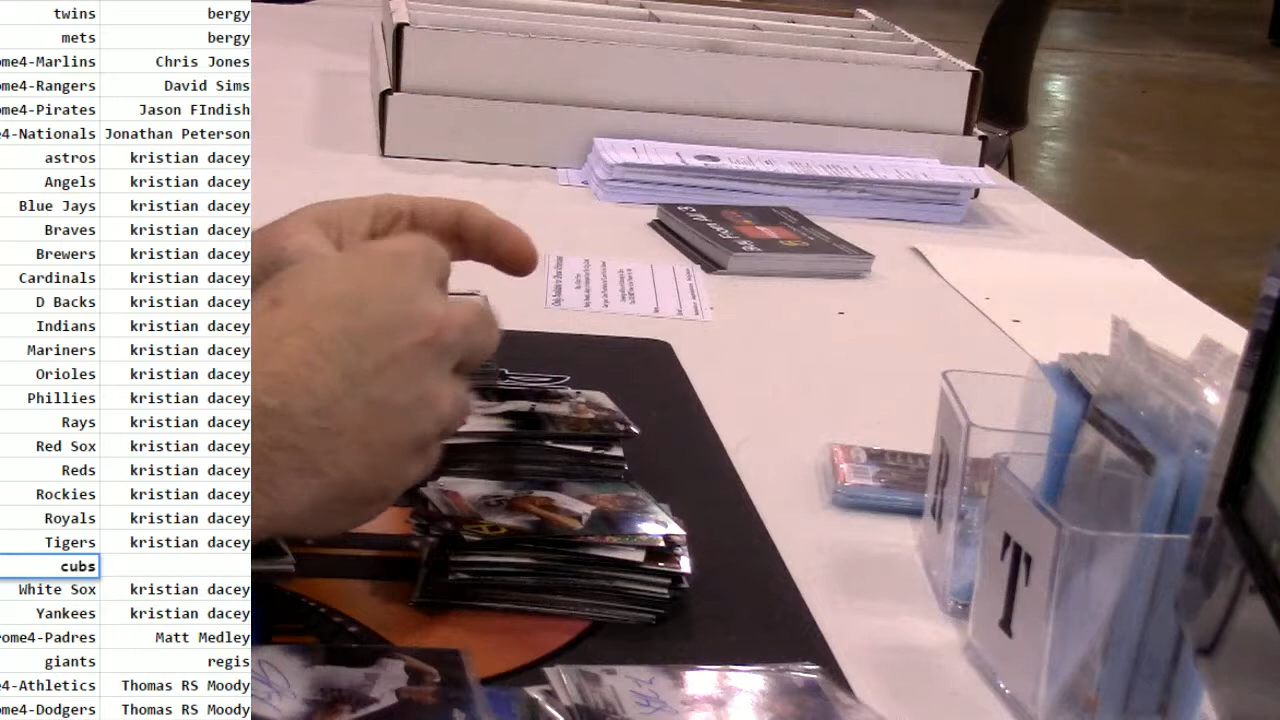 twins bergy
mets bergy
ome4-Marlins Chris Jones
ome4-Rangers David Sims
ome4-Pirates Jason FIndish
e4-Nationals Jonathan Peterson
astros kristian dacey
Angels kristian dacey
Blue Jays kristian dacey
Braves kristian dacey
Brewers kristian dacey
Cardinals kristian dacey
D Backs kristian dacey
Indians kristian dacey
Mariners kristian dacey
Orioles kristian dacey
Phillies kristian dacey
Rays kristian dacey
Red Sox kristian dacey
Reds kristian dacey
Rockies kristian dacey
Royals kristian dacey
Tigers kristian dacey
cubs
White Sox kristian dacey
Yankees kristian dacey
rome4-Padres Matt Medley
giants regis
e4-Athletics Thomas RS Moody
ome4-Dodgers Thomas RS Moody
T